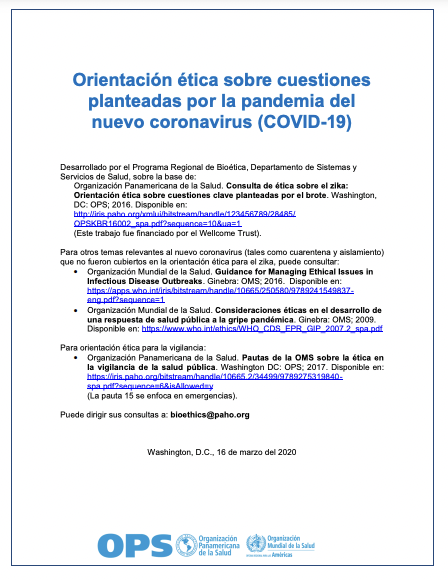 Orientación ética sobre cuestiones
planteadas por la pandemia del
nuevo coronavirus (COVID-19)
Desarrollado por el Programa Regional de Bioética, Departamento de Sistemas y
Servicios de Salud, sobre la base de:
Organización Panamericana de la Salud. Consulta de ética sobre el zika:
Orientación ética sobre cuestiones clave planteadas por el brote. Washington,
DC: OPS; 2016. Disponible en:
http://iris.paho.org/xmlui/bitstream/handle/123456789/28485/
OPSKBR16002_spa.pdf?sequence=10&ua=1
(Este trabajo fue financiado por el Wellcome Trust).
Para otros temas relevantes al nuevo coronavirus (tales como cuarentena y aislamiento)
que no fueron cubiertos en la orientación ética para el zika, puede consultar:
• Organización Mundial de la Salud. Guidance for Managing Ethical Issues in
Infectious Disease Outbreaks. Ginebra: OMS; 2016. Disponible en:
https://apps.who.int/iris/bitstream/handle/10665/250580/9789241549837-
eng.pdf?sequence=1
• Organización Mundial de la Salud. Consideraciones éticas en el desarrollo de
una respuesta de salud pública a la gripe pandémica. Ginebra: OMS; 2009.
Disponible en: https://www.who.int/ethics/WHO_CDS_EPR_GIP_2007.2_spa.pdf
Para orientación ética para la vigilancia:
• Organización Panamericana de la Salud. Pautas de la OMS sobre la ética en
la vigilancia de la salud pública. Washington DC: OPS; 2017. Disponible en:
https://iris.paho.org/bitstream/handle/10665.2/34499/9789275319840-
spa.pdf?sequence=6&isAllowed=y
(La pauta 15 se enfoca en emergencias).
Puede dirigir sus consultas a: bioethics@paho.org
Washington, D.C., 16 de marzo del 2020
OPS
Organización
Panamericana
de la Salud
Organización
Mundial de la Salud
Américas